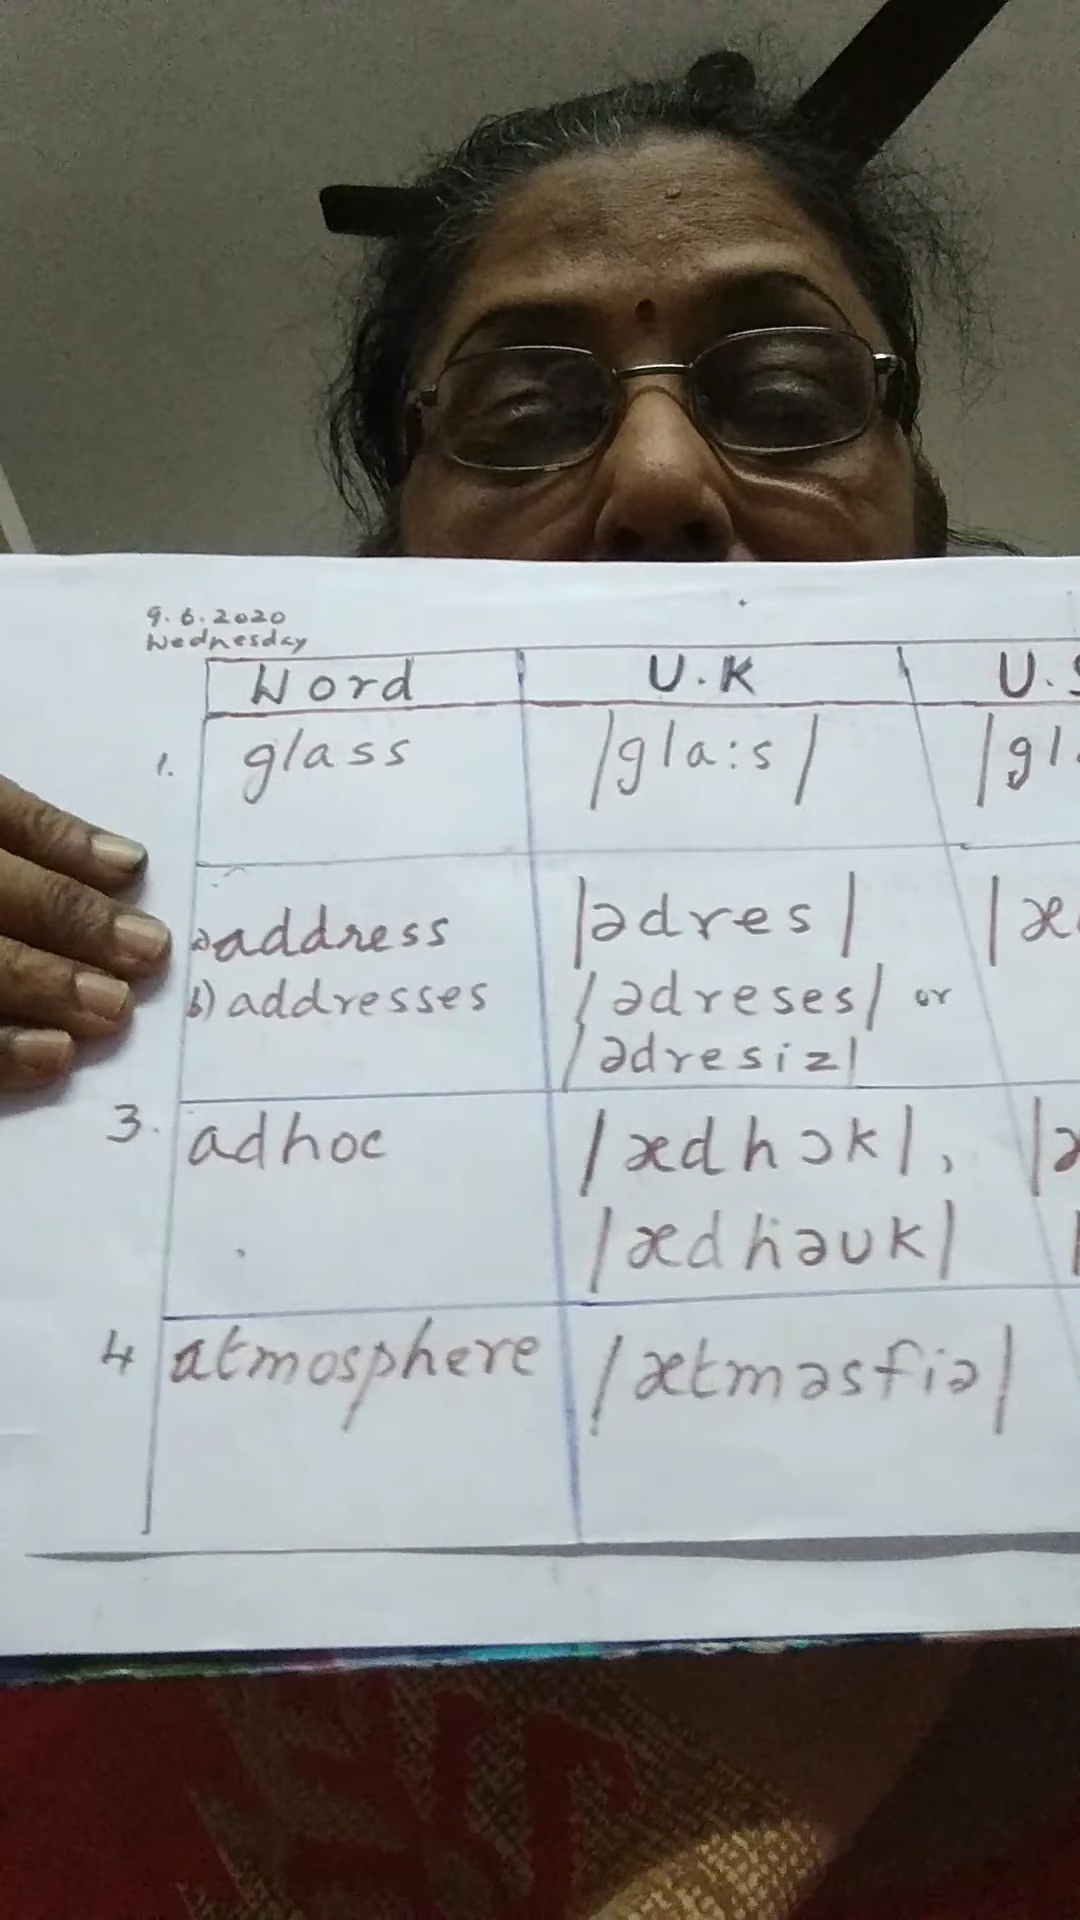 9.6.2020
Wednesday
Word U.K U.S
1. glass /gla:s/ /gl
a) address /ədres/ /æ
b) addresses /ədreses/ or
/ədresiz/
3. adhoc /ædhɔk/,
/ædhəuk/
4 atmosphere /ætməsfiə/